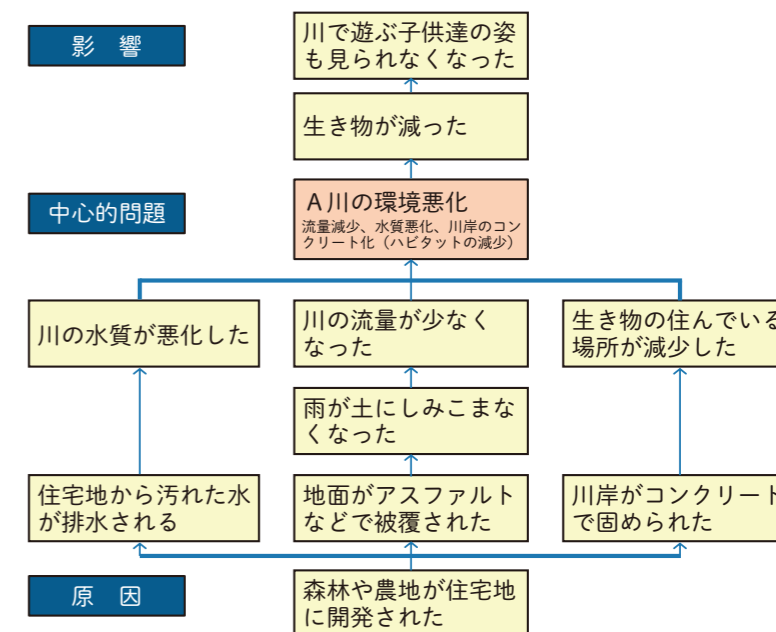 影 響
川で遊ぶ子供達の姿
も見られなくなった
生き物が減った
中心的問題
A川の環境悪化
流量減少、水質悪化、川岸のコン
クリート化（ハビタットの減少）
川の水質が悪化した
川の流量が少なく
なった
生き物の住んでいる
場所が減少した
雨が土にしみこまな
くなった
住宅地から汚れた水
が排水される
地面がアスファルト
などで被覆された
川岸がコンクリート
で固められた
原 因
森林や農地が住宅地
に開発された